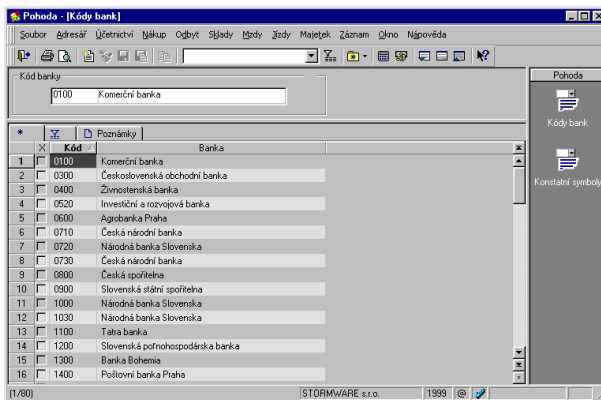 Pohoda - [Kódy bank]
Soubor Adresář Účetnictví Nákup Odbyt Sklady Mzdy Jízdy Majetek Záznam Okno Nápověda
Kód banky
0100 Komerční banka
Poznámky
X Kód Banka
1 0100 Komerční banka
2 0300 Československá obchodní banka
3 0400 Živnostenská banka
4 0520 Investiční a rozvojová banka
5 0600 Agrobanka Praha
6 0710 Česká národní banka
7 0720 Národná banka Slovenska
8 0730 Česká národní banka
9 0800 Česká spořitelna
10 0900 Slovenská státní spořitelna
11 1000 Národná banka Slovenska
12 1030 Národná banka Slovenska
13 1100 Tatra banka
14 1200 Slovenská poľnohospodárska banka
15 1300 Banka Bohemia
16 1400 Poštovní banka Praha
Pohoda
Kódy bank
Konstatní symboly
(1/80) STORMWARE s.r.o. 1999 @